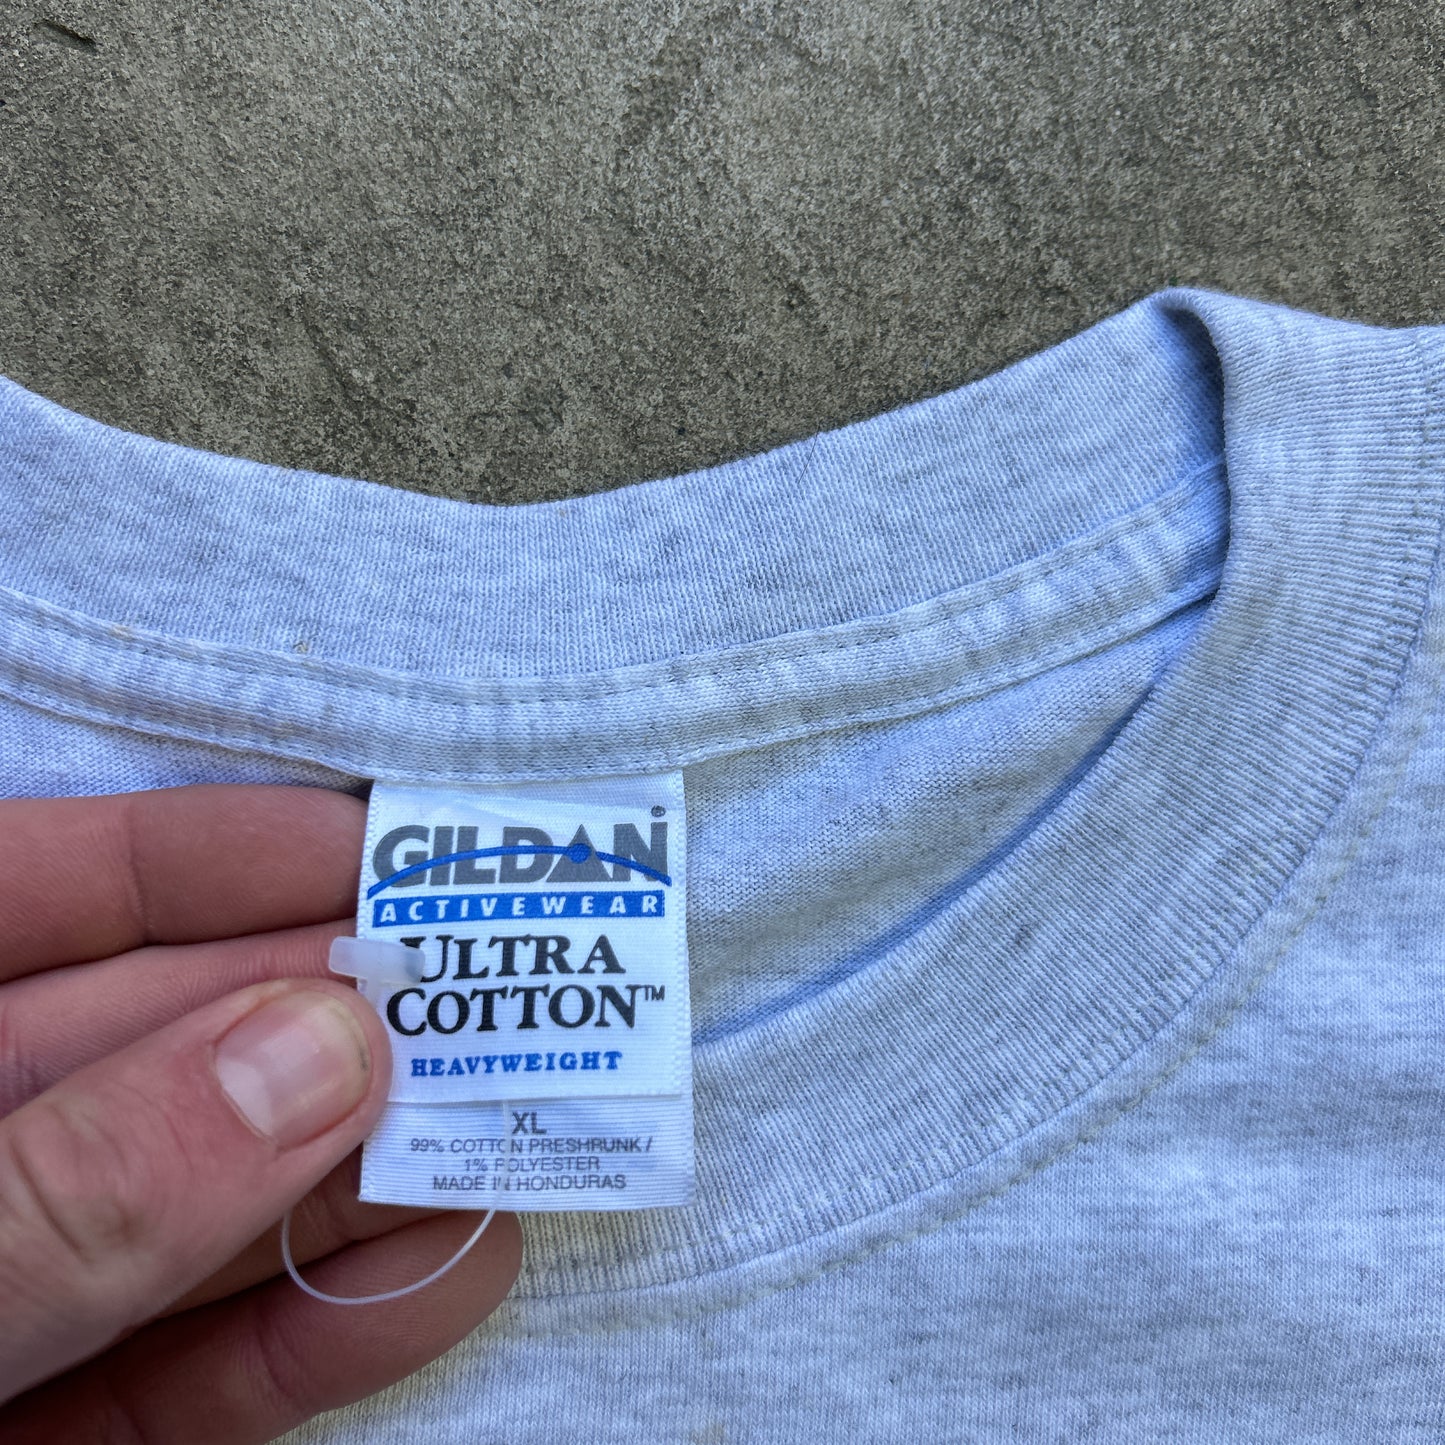 GILDAN®
ACTIVEWEAR
ULTRA
COTTON™
HEAVYWEIGHT
XL
99% COTTON PRESHRUNK /
1% POLYESTER
MADE IN HONDURAS